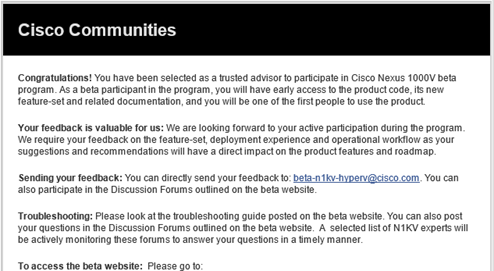 Cisco Communities
Congratulations! You have been selected as a trusted advisor to participate in Cisco Nexus 1000V beta
program. As a beta participant in the program, you will have early access to the product code, its new
feature-set and related documentation, and you will be one of the first people to use the product.
Your feedback is valuable for us: We are looking forward to your active participation during the program.
We require your feedback on the feature-set, deployment experience and operational workflow as your
suggestions and recommendations will have a direct impact on the product features and roadmap.
Sending your feedback: You can directly send your feedback to: beta-n1kv-hyperv@cisco.com. You can
also participate in the Discussion Forums outlined on the beta website.
Troubleshooting: Please look at the troubleshooting guide posted on the beta website. You can also post
your questions in the Discussion Forums outlined on the beta website. A selected list of N1KV experts will
be actively monitoring these forums to answer your questions in a timely manner.
To access the beta website: Please go to: